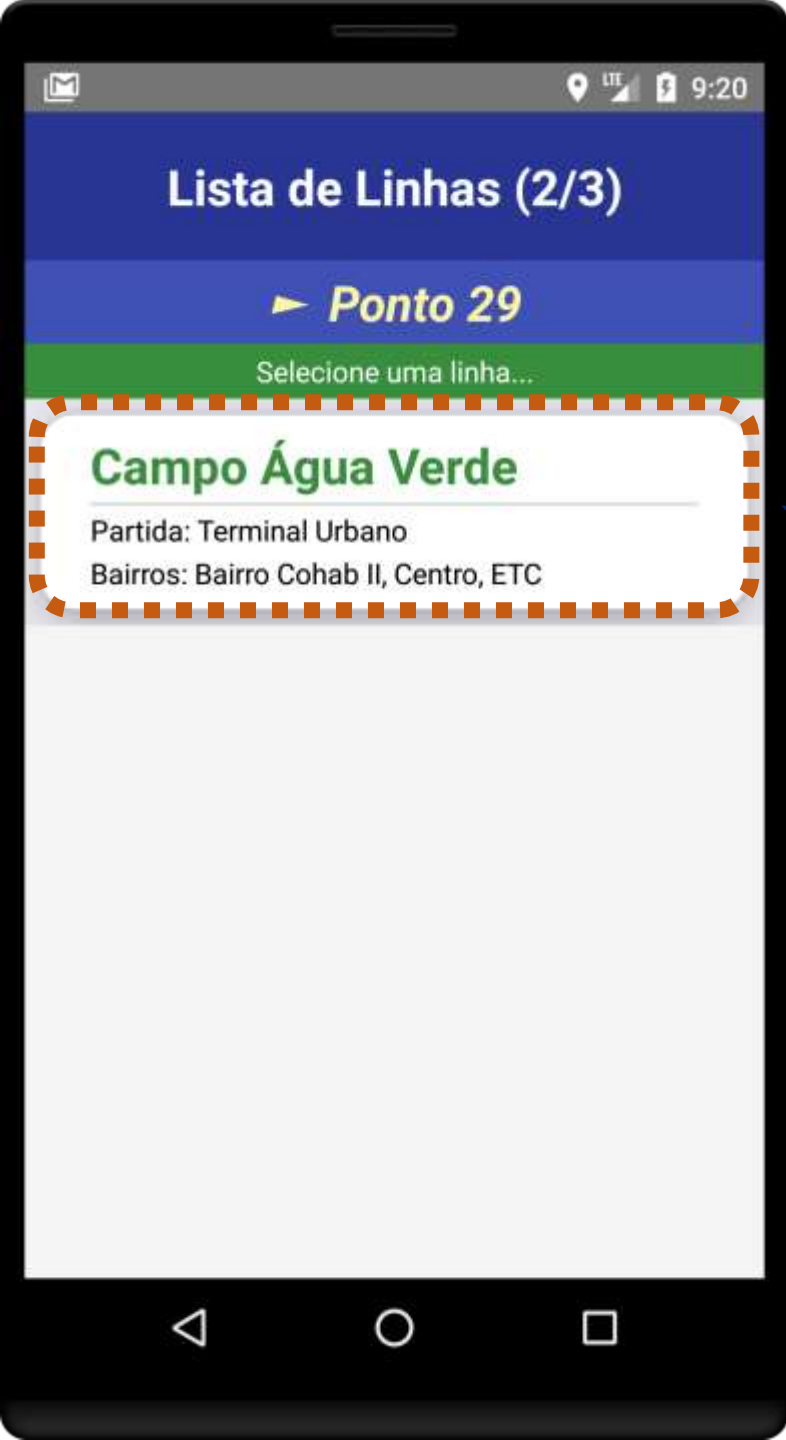 LTE 9:20
Lista de Linhas (2/3)
► Ponto 29
Selecione uma linha...
Campo Água Verde
Partida: Terminal Urbano
Bairros: Bairro Cohab II, Centro, ETC